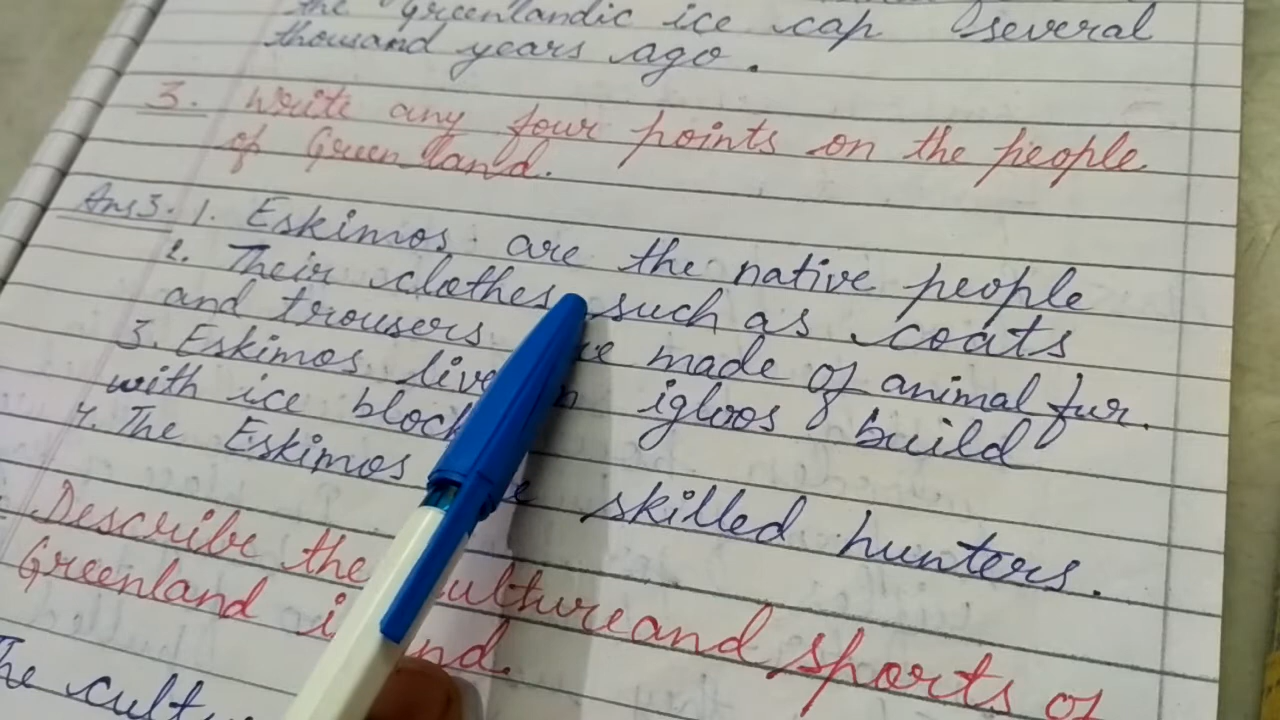 the Greenlandic ice cap several
thousand years ago.
3. Write any four points on the people
of Greenland.
Ans3. 1. Eskimos are the native people
2. Their clothes such as coats
and trousers made of animal fur.
3. Eskimos live igloos build
with ice block
4. The Eskimos skilled hunters.
Describe the culture and sports of
Greenland
The cultu